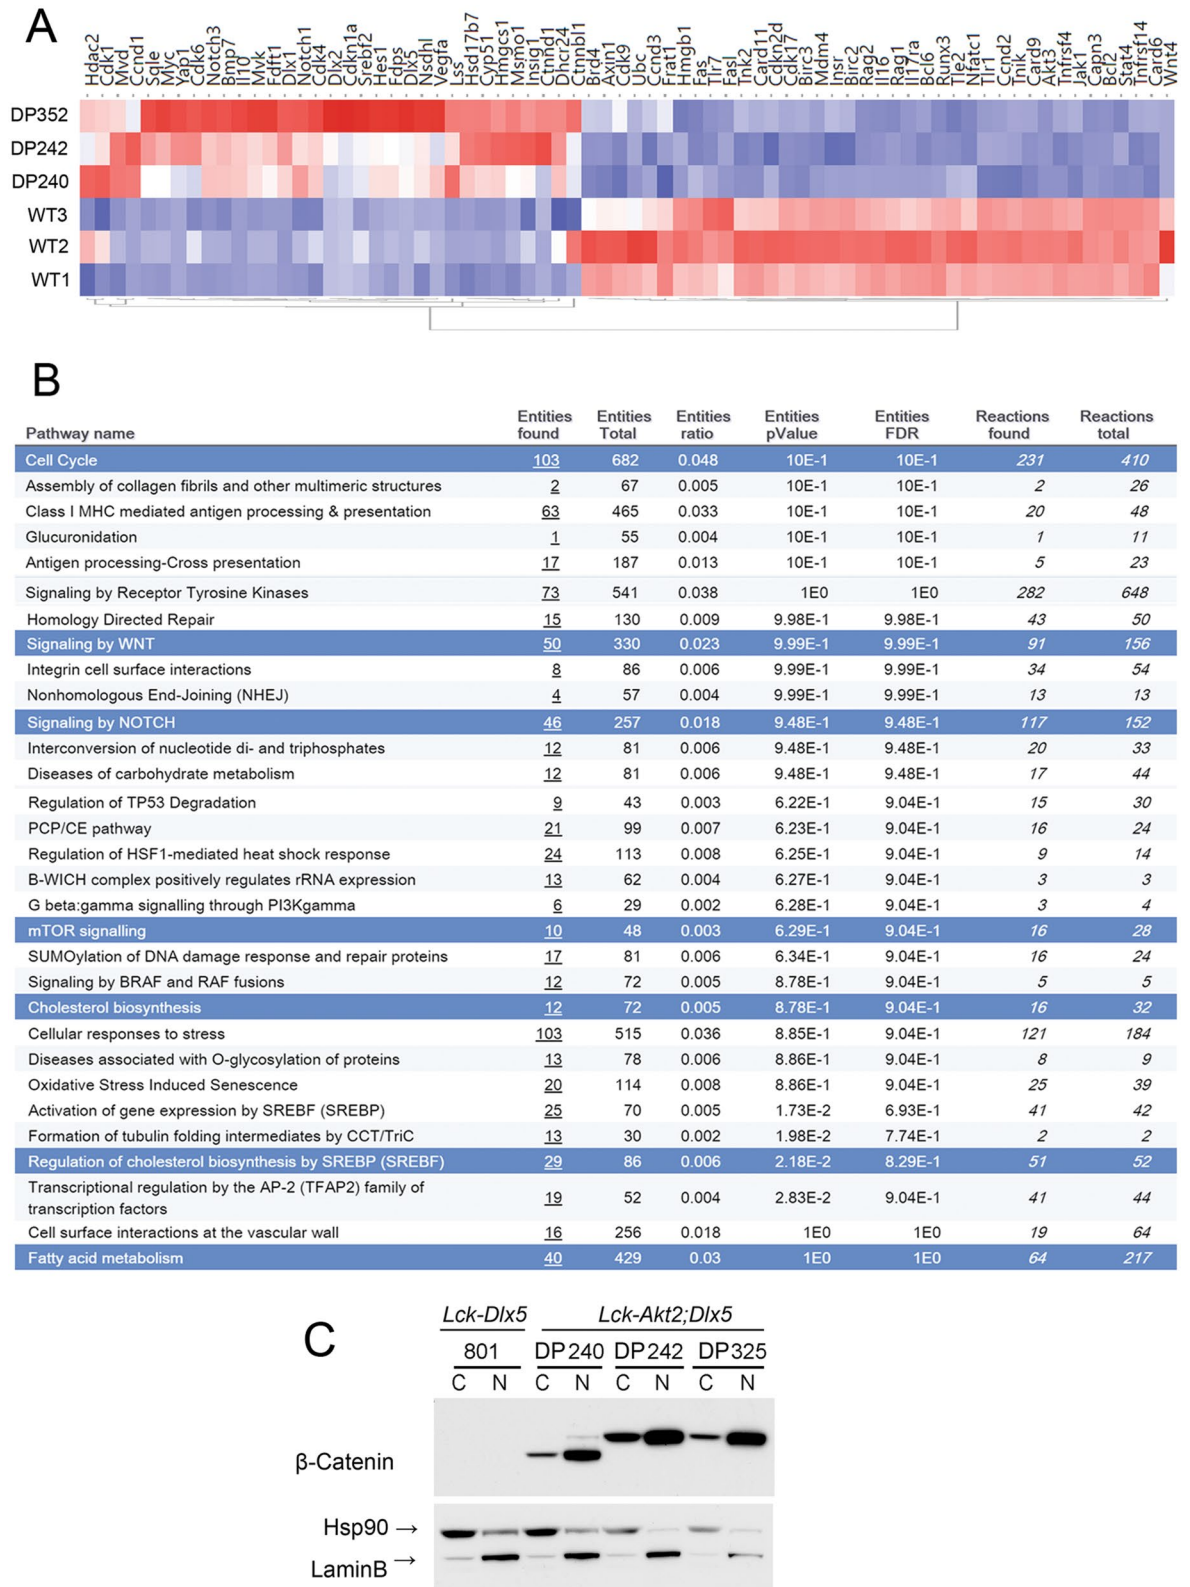 A
Hdac2 Cdk1 Mvd Ccnd1 Sqle Myc Yap1 Cdk6 Notch3 Bmp7 Il10 Mvk Fdft1 Dlx1 Notch1 Cdk4 Dlx2 Cdkn1a Srebf2 Hes1 Fdps Dlx5 Nsdhl Vegfa Lss Hsd17b7 Cyp51 Hmgcs1 Msmo1 Insig1 Ctnnd1 Dhcr24 Ctnnbl1 Brd4 Axin1 Cdk9 Ubc Ccnd3 Frat1 Hmgb1 Fas Tlr7 Fasl Tnk2 Card11 Cdkn2d Cdk17 Birc3 Mdm4 Insr Birc2 Rag2 Il16 Rag1 Il17ra Bcl6 Runx3 Tle2 Nfatc1 Tlr1 Ccnd2 Tnik Card9 Akt3 Tnfrsf4 Jak1 Capn3 Bcl2 Stat4 Tnfrsf14 Card6 Wnt4
DP352
DP242
DP240
WT3
WT2
WT1
B
Pathway name Entities found Entities Total Entities ratio Entities pValue Entities FDR Reactions found Reactions total
Cell Cycle 103 682 0.048 10E-1 10E-1 231 410
Assembly of collagen fibrils and other multimeric structures 2 67 0.005 10E-1 10E-1 2 26
Class I MHC mediated antigen processing & presentation 63 465 0.033 10E-1 10E-1 20 48
Glucuronidation 1 55 0.004 10E-1 10E-1 1 11
Antigen processing-Cross presentation 17 187 0.013 10E-1 10E-1 5 23
Signaling by Receptor Tyrosine Kinases 73 541 0.038 1E0 1E0 282 648
Homology Directed Repair 15 130 0.009 9.98E-1 9.98E-1 43 50
Signaling by WNT 50 330 0.023 9.99E-1 9.99E-1 91 156
Integrin cell surface interactions 8 86 0.006 9.99E-1 9.99E-1 34 54
Nonhomologous End-Joining (NHEJ) 4 57 0.004 9.99E-1 9.99E-1 13 13
Signaling by NOTCH 46 257 0.018 9.48E-1 9.48E-1 117 152
Interconversion of nucleotide di- and triphosphates 12 81 0.006 9.48E-1 9.48E-1 20 33
Diseases of carbohydrate metabolism 12 81 0.006 9.48E-1 9.48E-1 17 44
Regulation of TP53 Degradation 9 43 0.003 6.22E-1 9.04E-1 15 30
PCP/CE pathway 21 99 0.007 6.23E-1 9.04E-1 16 24
Regulation of HSF1-mediated heat shock response 24 113 0.008 6.25E-1 9.04E-1 9 14
B-WICH complex positively regulates rRNA expression 13 62 0.004 6.27E-1 9.04E-1 3 3
G beta:gamma signalling through PI3Kgamma 6 29 0.002 6.28E-1 9.04E-1 3 4
mTOR signalling 10 48 0.003 6.29E-1 9.04E-1 16 28
SUMOylation of DNA damage response and repair proteins 17 81 0.006 6.34E-1 9.04E-1 16 24
Signaling by BRAF and RAF fusions 12 72 0.005 8.78E-1 9.04E-1 5 5
Cholesterol biosynthesis 12 72 0.005 8.78E-1 9.04E-1 16 32
Cellular responses to stress 103 515 0.036 8.85E-1 9.04E-1 121 184
Diseases associated with O-glycosylation of proteins 13 78 0.006 8.86E-1 9.04E-1 8 9
Oxidative Stress Induced Senescence 20 114 0.008 8.86E-1 9.04E-1 25 39
Activation of gene expression by SREBF (SREBP) 25 70 0.005 1.73E-2 6.93E-1 41 42
Formation of tubulin folding intermediates by CCT/TriC 13 30 0.002 1.98E-2 7.74E-1 2 2
Regulation of cholesterol biosynthesis by SREBP (SREBF) 29 86 0.006 2.18E-2 8.29E-1 51 52
Transcriptional regulation by the AP-2 (TFAP2) family of
transcription factors 19 52 0.004 2.83E-2 9.04E-1 41 44
Cell surface interactions at the vascular wall 16 256 0.018 1E0 1E0 19 64
Fatty acid metabolism 40 429 0.03 1E0 1E0 64 217
C
Lck-Dlx5 Lck-Akt2;Dlx5
801 DP240 DP242 DP325
C N C N C N C N
β-Catenin
Hsp90 →
LaminB →